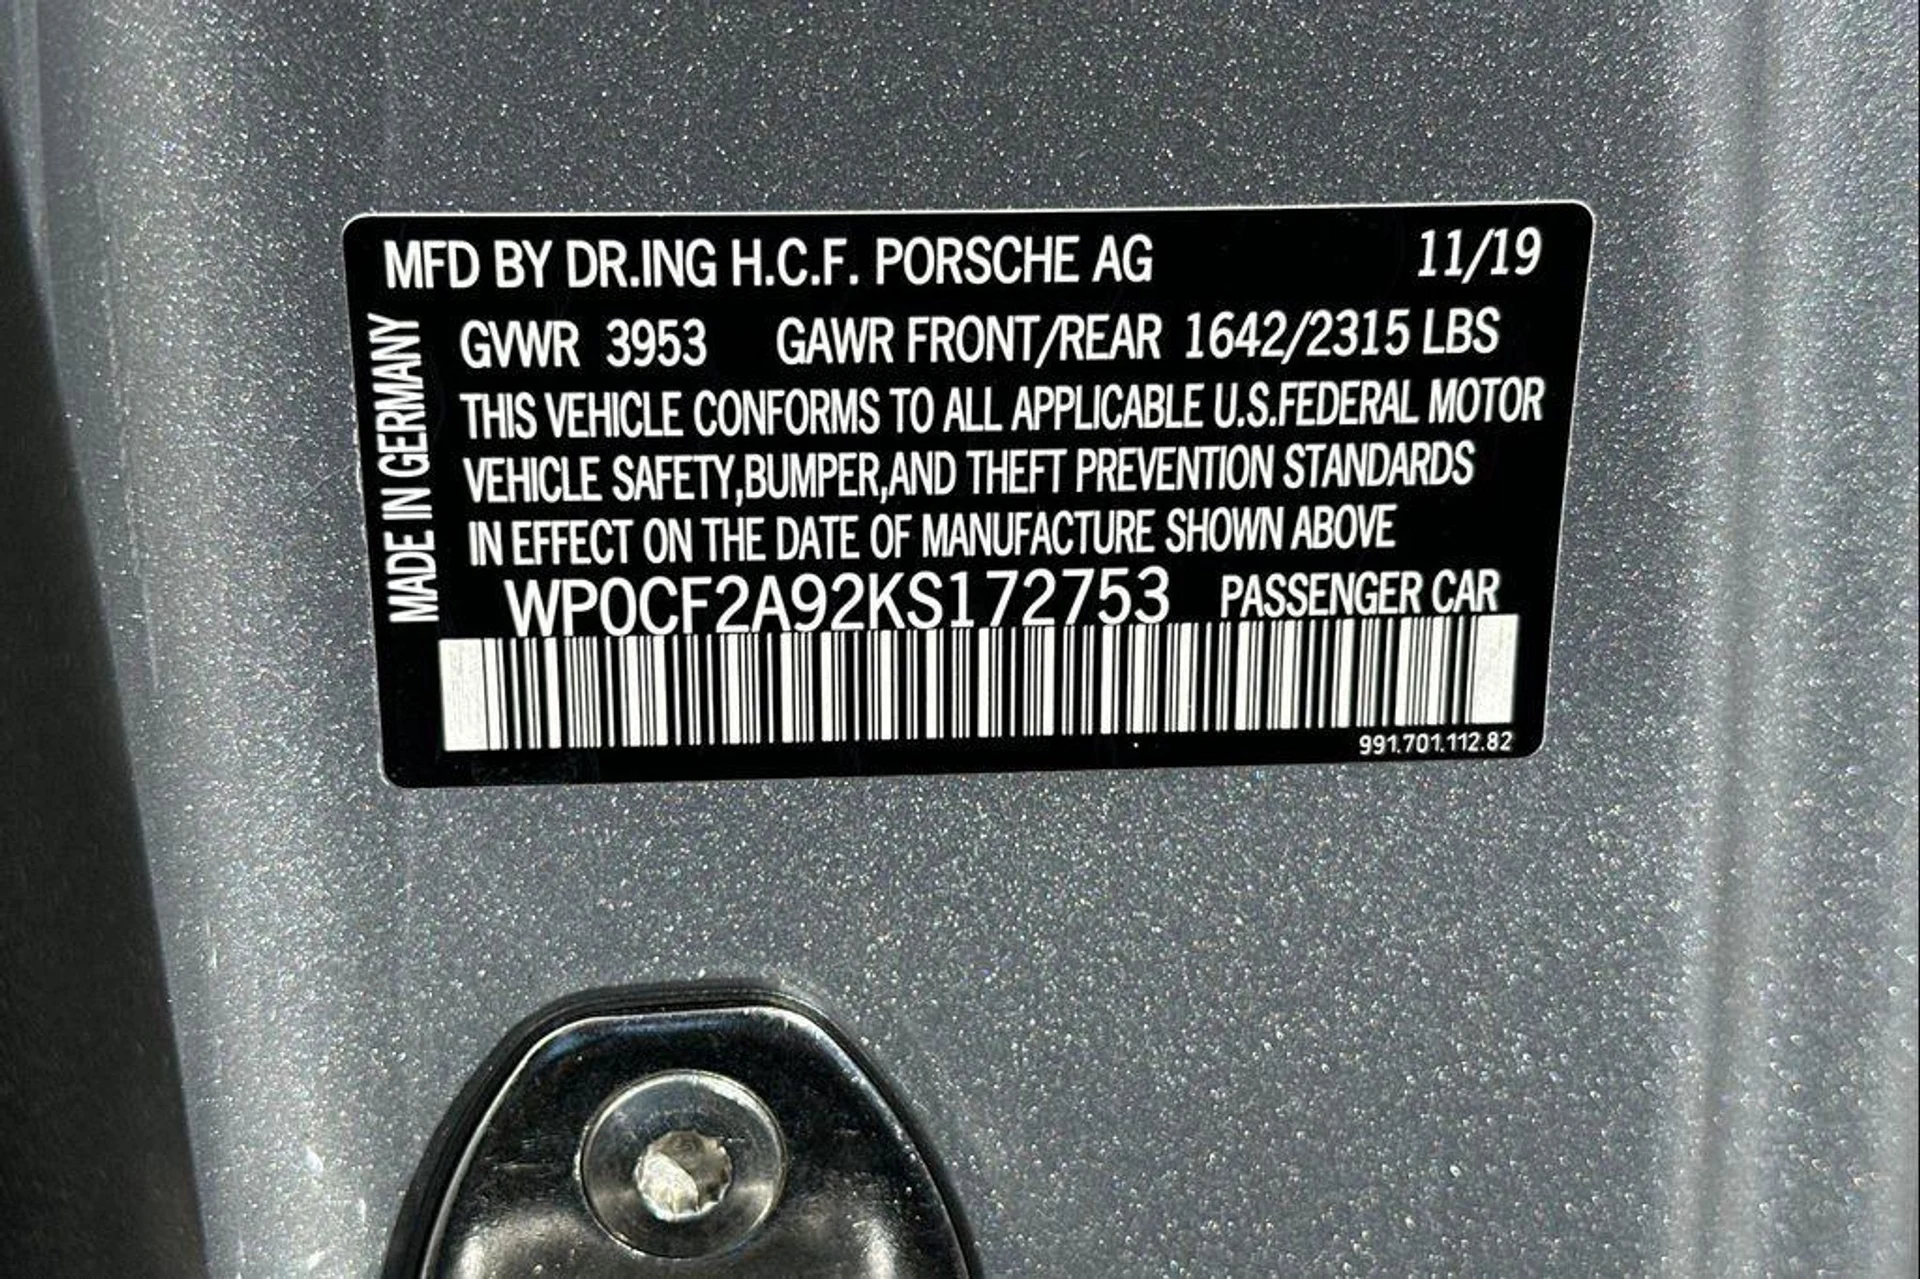 MFD BY DR.ING H.C.F. PORSCHE AG 11/19
MADE IN GERMANY
GVWR 3953 GAWR FRONT/REAR 1642/2315 LBS
THIS VEHICLE CONFORMS TO ALL APPLICABLE U.S.FEDERAL MOTOR
VEHICLE SAFETY,BUMPER,AND THEFT PREVENTION STANDARDS
IN EFFECT ON THE DATE OF MANUFACTURE SHOWN ABOVE
WP0CF2A92KS172753 PASSENGER CAR
991.701.112.82